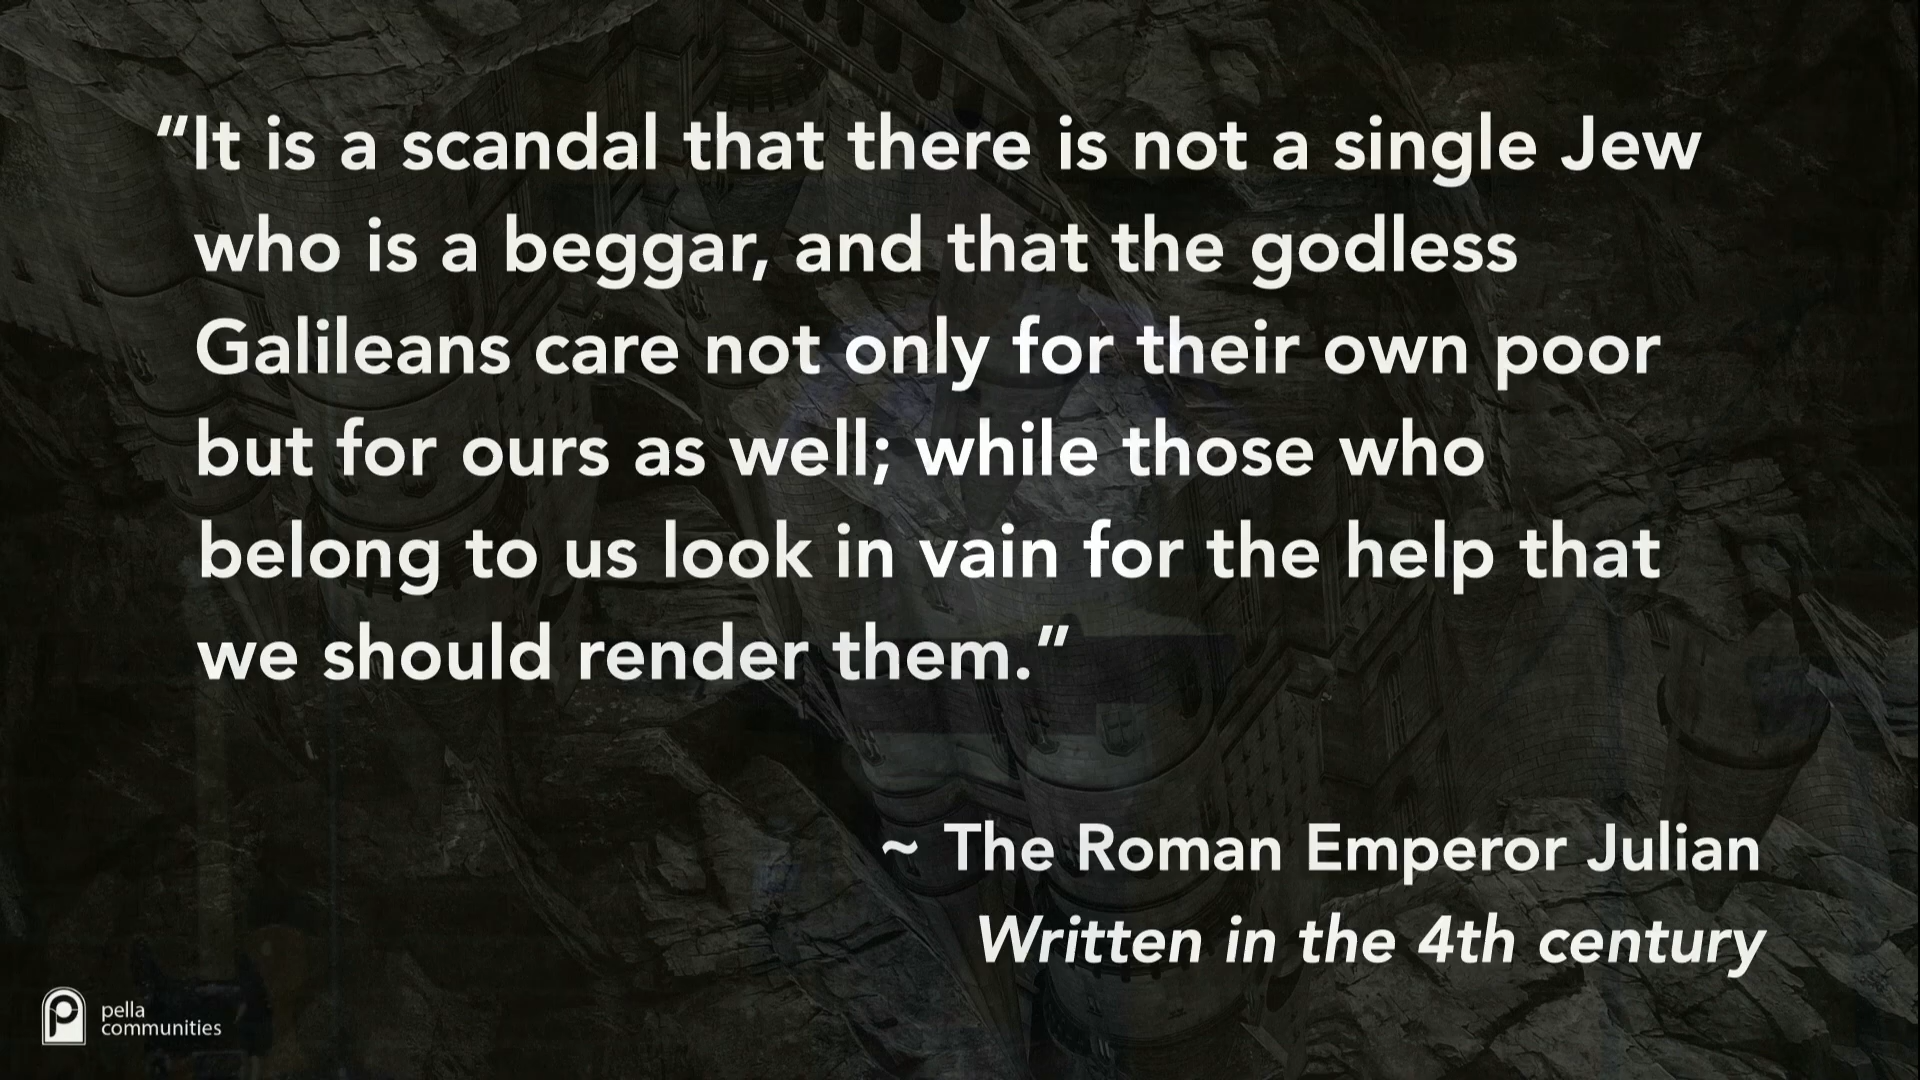 “It is a scandal that there is not a single Jew
who is a beggar, and that the godless
Galileans care not only for their own poor
but for ours as well; while those who
belong to us look in vain for the help that
we should render them.”
~ The Roman Emperor Julian
Written in the 4th century
pella
communities